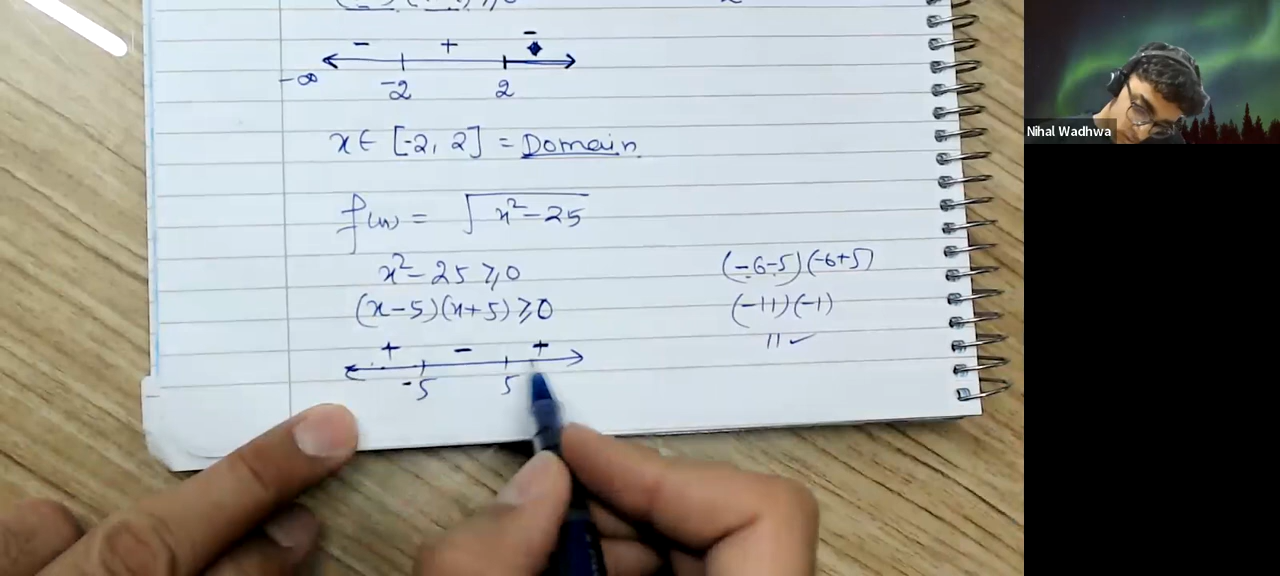 - + -
-∞ -2 2
x ∈ [-2, 2] = Domain
f(x) = √x²-25
x²-25 ≥ 0
(x-5)(x+5) ≥ 0
+ - +
-5 5
(-6-5)(-6+5)
(-11)(-1)
11 ✓
Nihal Wadhwa